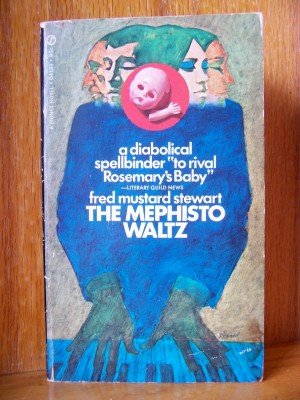 a diabolical
spellbinder "to rival
Rosemary's Baby"
—LITERARY GUILD NEWS
fred mustard stewart
THE MEPHISTO
WALTZ